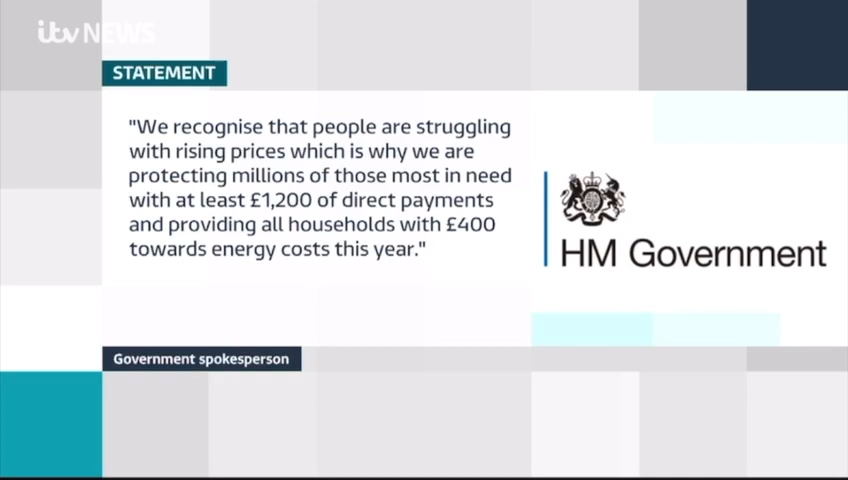 itv NEWS
STATEMENT
"We recognise that people are struggling
with rising prices which is why we are
protecting millions of those most in need
with at least £1,200 of direct payments
and providing all households with £400
towards energy costs this year."
HM Government
Government spokesperson